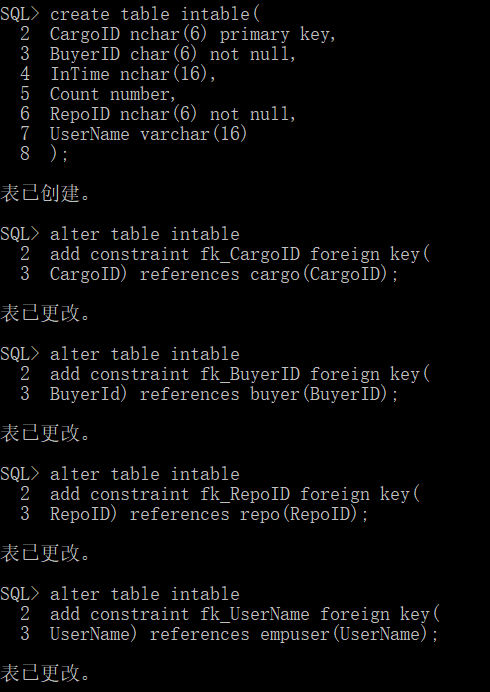 SQL> create table intable(
  2  CargoID nchar(6) primary key,
  3  BuyerID char(6) not null,
  4  InTime nchar(16),
  5  Count number,
  6  RepoID nchar(6) not null,
  7  UserName varchar(16)
  8  );
表已创建。
SQL> alter table intable
  2  add constraint fk_CargoID foreign key(
  3  CargoID) references cargo(CargoID);
表已更改。
SQL> alter table intable
  2  add constraint fk_BuyerID foreign key(
  3  BuyerId) references buyer(BuyerID);
表已更改。
SQL> alter table intable
  2  add constraint fk_RepoID foreign key(
  3  RepoID) references repo(RepoID);
表已更改。
SQL> alter table intable
  2  add constraint fk_UserName foreign key(
  3  UserName) references empuser(UserName);
表已更改。